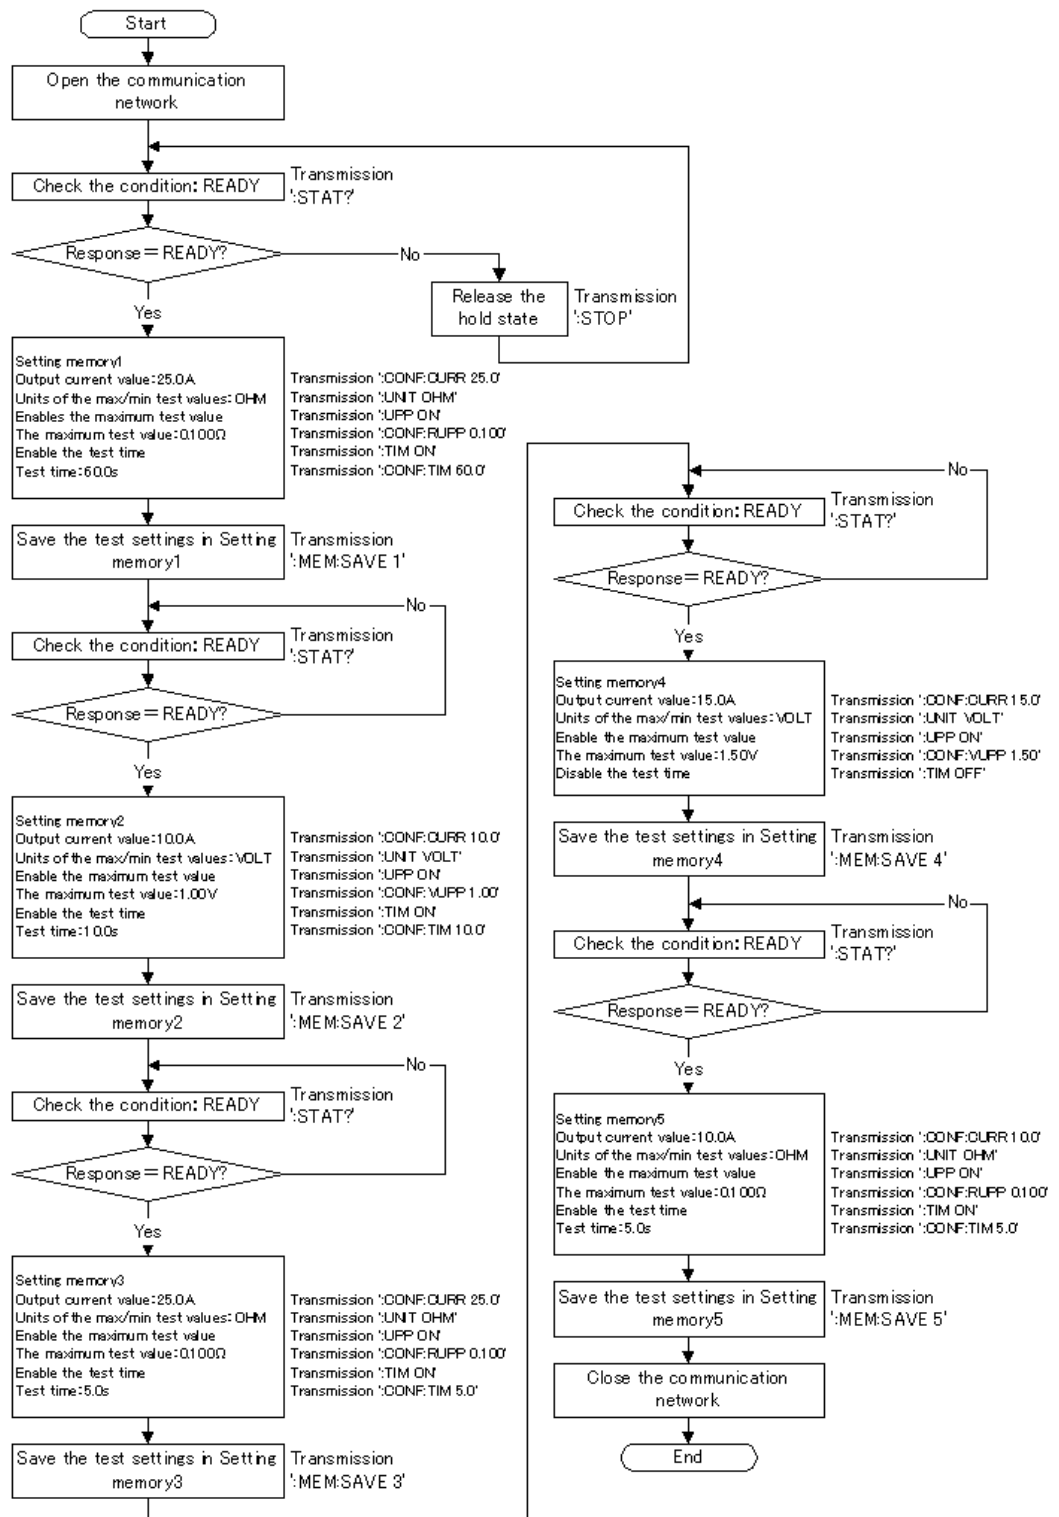 Start
Open the communication
network
Check the condition: READY
Transmission
':STAT?'
Response＝READY?
No
Release the
hold state
Transmission
':STOP'
Yes
Setting memory1
Output current value:25.0A
Units of the max/min test values:OHM
Enables the maximum test value
The maximum test value:0.100Ω
Enable the test time
Test time:60.0s
Transmission ':CONF:CURR 25.0'
Transmission ':UNIT OHM'
Transmission ':UPP ON'
Transmission ':CONF:RUPP 0.100'
Transmission ':TIM ON'
Transmission ':CONF:TIM 60.0'
Save the test settings in Setting
memory1
Transmission
':MEM:SAVE 1'
No
Check the condition: READY
Transmission
':STAT?'
Response＝READY?
Yes
Setting memory2
Output current value:10.0A
Units of the max/min test values:VOLT
Enable the maximum test value
The maximum test value:1.00V
Enable the test time
Test time:10.0s
Transmission ':CONF:CURR 10.0'
Transmission ':UNIT VOLT'
Transmission ':UPP ON'
Transmission ':CONF:VUPP 1.00'
Transmission ':TIM ON'
Transmission ':CONF:TIM 10.0'
Save the test settings in Setting
memory2
Transmission
':MEM:SAVE 2'
No
Check the condition: READY
Transmission
':STAT?'
Response＝READY?
Yes
Setting memory3
Output current value:25.0A
Units of the max/min test values:OHM
Enable the maximum test value
The maximum test value:0.100Ω
Enable the test time
Test time:5.0s
Transmission ':CONF:CURR 25.0'
Transmission ':UNIT OHM'
Transmission ':UPP ON'
Transmission ':CONF:RUPP 0.100'
Transmission ':TIM ON'
Transmission ':CONF:TIM 5.0'
Save the test settings in Setting
memory3
Transmission
':MEM:SAVE 3'
No
Check the condition: READY
Transmission
':STAT?'
Response＝READY?
Yes
Setting memory4
Output current value:15.0A
Units of the max/min test values:VOLT
Enable the maximum test value
The maximum test value:1.50V
Disable the test time
Transmission ':CONF:CURR15.0'
Transmission ':UNIT VOLT'
Transmission ':UPP ON'
Transmission ':CONF:VUPP 1.50'
Transmission ':TIM OFF'
Save the test settings in Setting
memory4
Transmission
':MEM:SAVE 4'
No
Check the condition: READY
Transmission
':STAT?'
Response＝READY?
Yes
Setting memory5
Output current value:10.0A
Units of the max/min test values:OHM
Enable the maximum test value
The maximum test value:0.100Ω
Enable the test time
Test time:5.0s
Transmission ':CONF:CURR10.0'
Transmission ':UNIT OHM'
Transmission ':UPP ON'
Transmission ':CONF:RUPP 0.100'
Transmission ':TIM ON'
Transmission ':CONF:TIM5.0'
Save the test settings in Setting
memory5
Transmission
':MEM:SAVE 5'
Close the communication
network
End